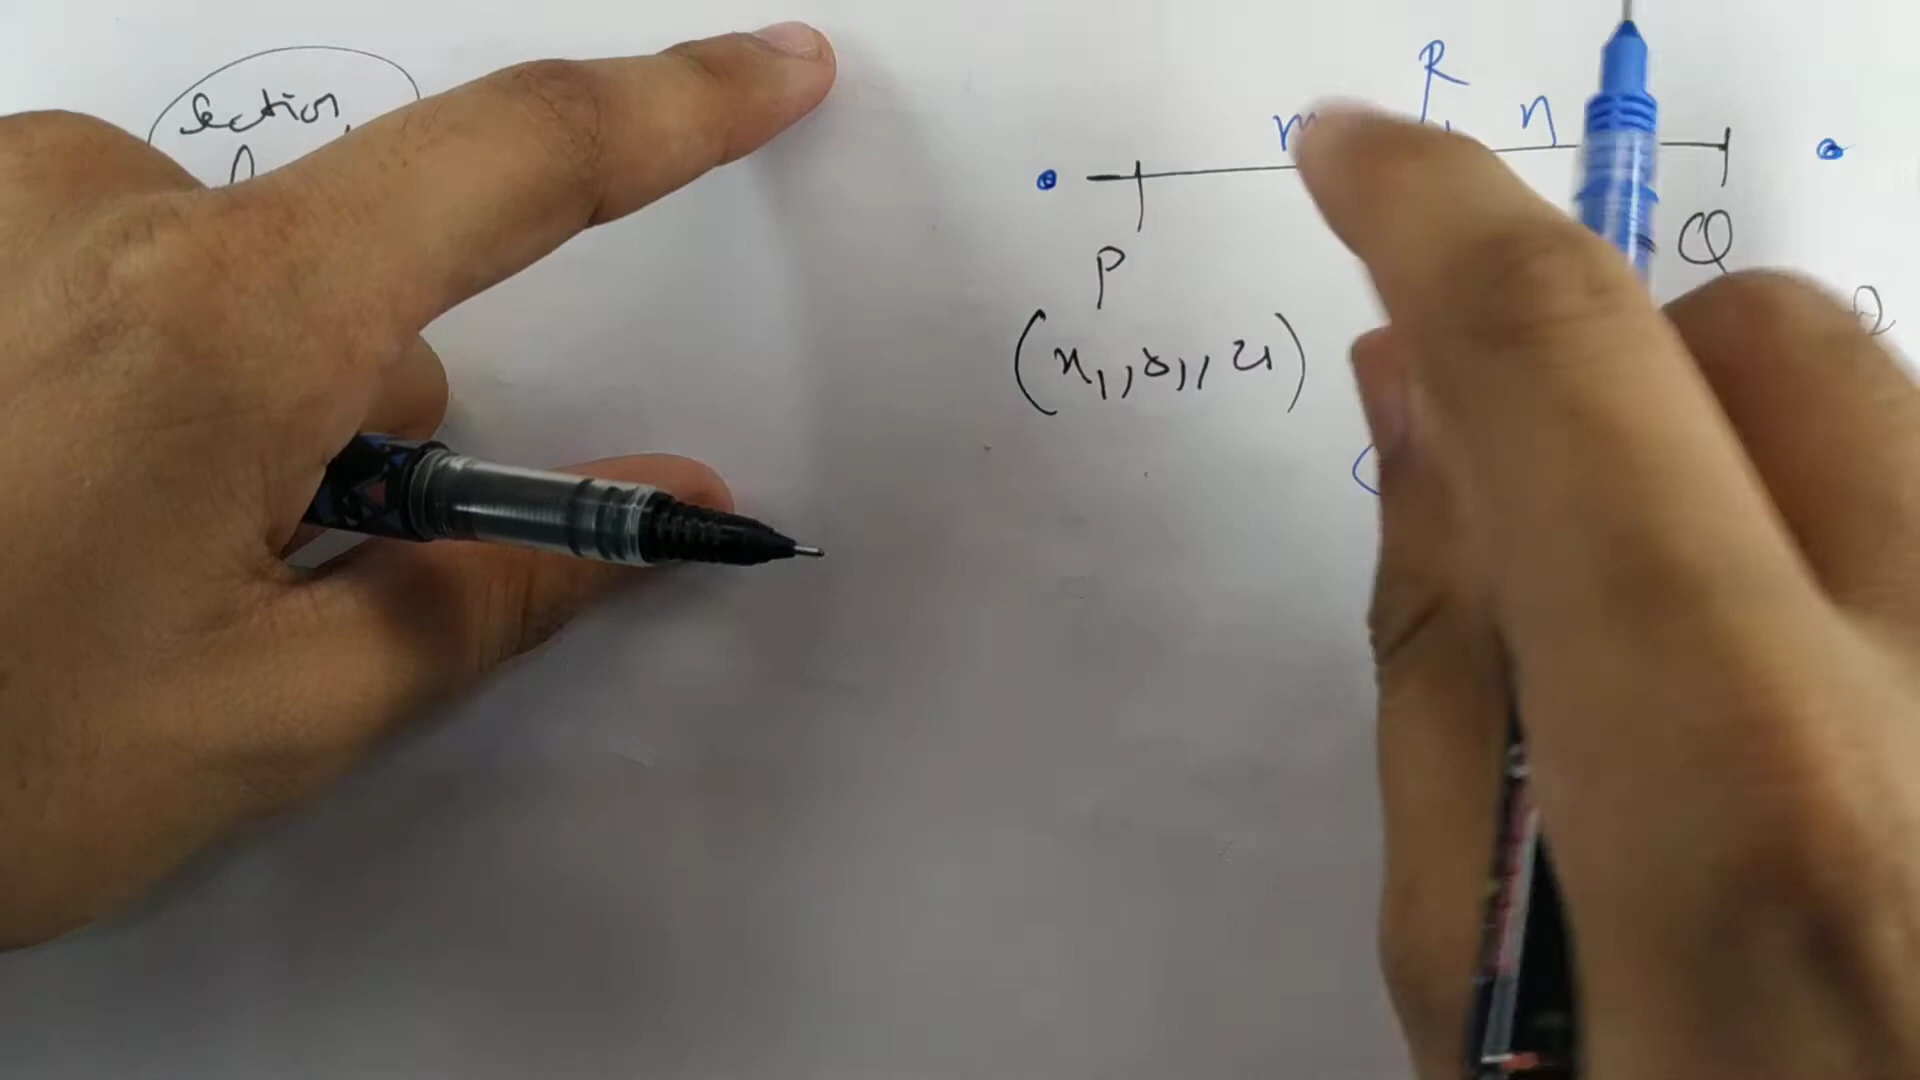 Section
R
m n
P Q
(x₁, y₁, z₁)